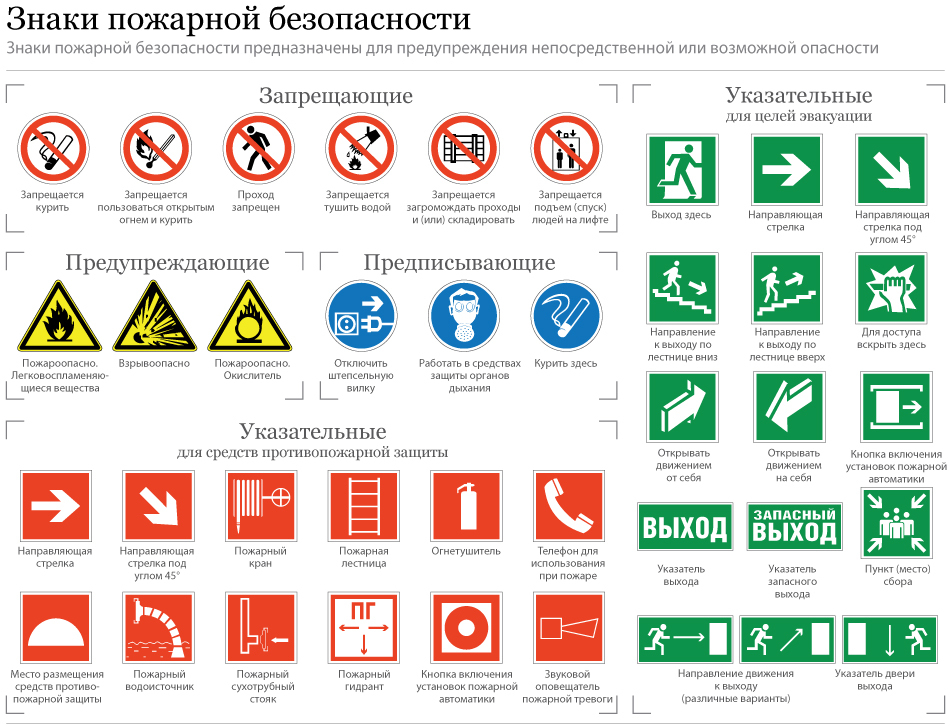 Знаки пожарной безопасности
Знаки пожарной безопасности предназначены для предупреждения непосредственной или возможной опасности
Запрещающие
Запрещается
курить
Запрещается
пользоваться открытым
огнем и курить
Проход
запрещен
Запрещается
тушить водой
Запрещается
загромождать проходы
и (или) складировать
Запрещается
подъем (спуск)
людей на лифте
Предупреждающие
Пожароопасно.
Легковоспламеняю-
щиеся вещества
Взрывоопасно
Пожароопасно.
Окислитель
Предписывающие
Отключить
штепсельную
вилку
Работать в средствах
защиты органов
дыхания
Курить здесь
Указательные
для средств противопожарной защиты
Направляющая
стрелка
Направляющая
стрелка под
углом 45°
Пожарный
кран
Пожарная
лестница
Огнетушитель
Телефон для
использования
при пожаре
Место размещения
средств противо-
пожарной защиты
Пожарный
водоисточник
Пожарный
сухотрубный
стояк
ПГ
Пожарный
гидрант
Кнопка включения
установок пожарной
автоматики
Звуковой
оповещатель
пожарной тревоги
Указательные
для целей эвакуации
Выход здесь
Направляющая
стрелка
Направляющая
стрелка под
углом 45°
Направление
к выходу по
лестнице вниз
Направление
к выходу по
лестнице вверх
Для доступа
вскрыть здесь
Открывать
движением
от себя
Открывать
движением
на себя
Кнопка включения
установок пожарной
автоматики
ВЫХОД
Указатель
выхода
ЗАПАСНЫЙ
ВЫХОД
Указатель
запасного
выхода
Пункт (место)
сбора
Направление движения
к выходу
(различные варианты)
Указатель двери
выхода